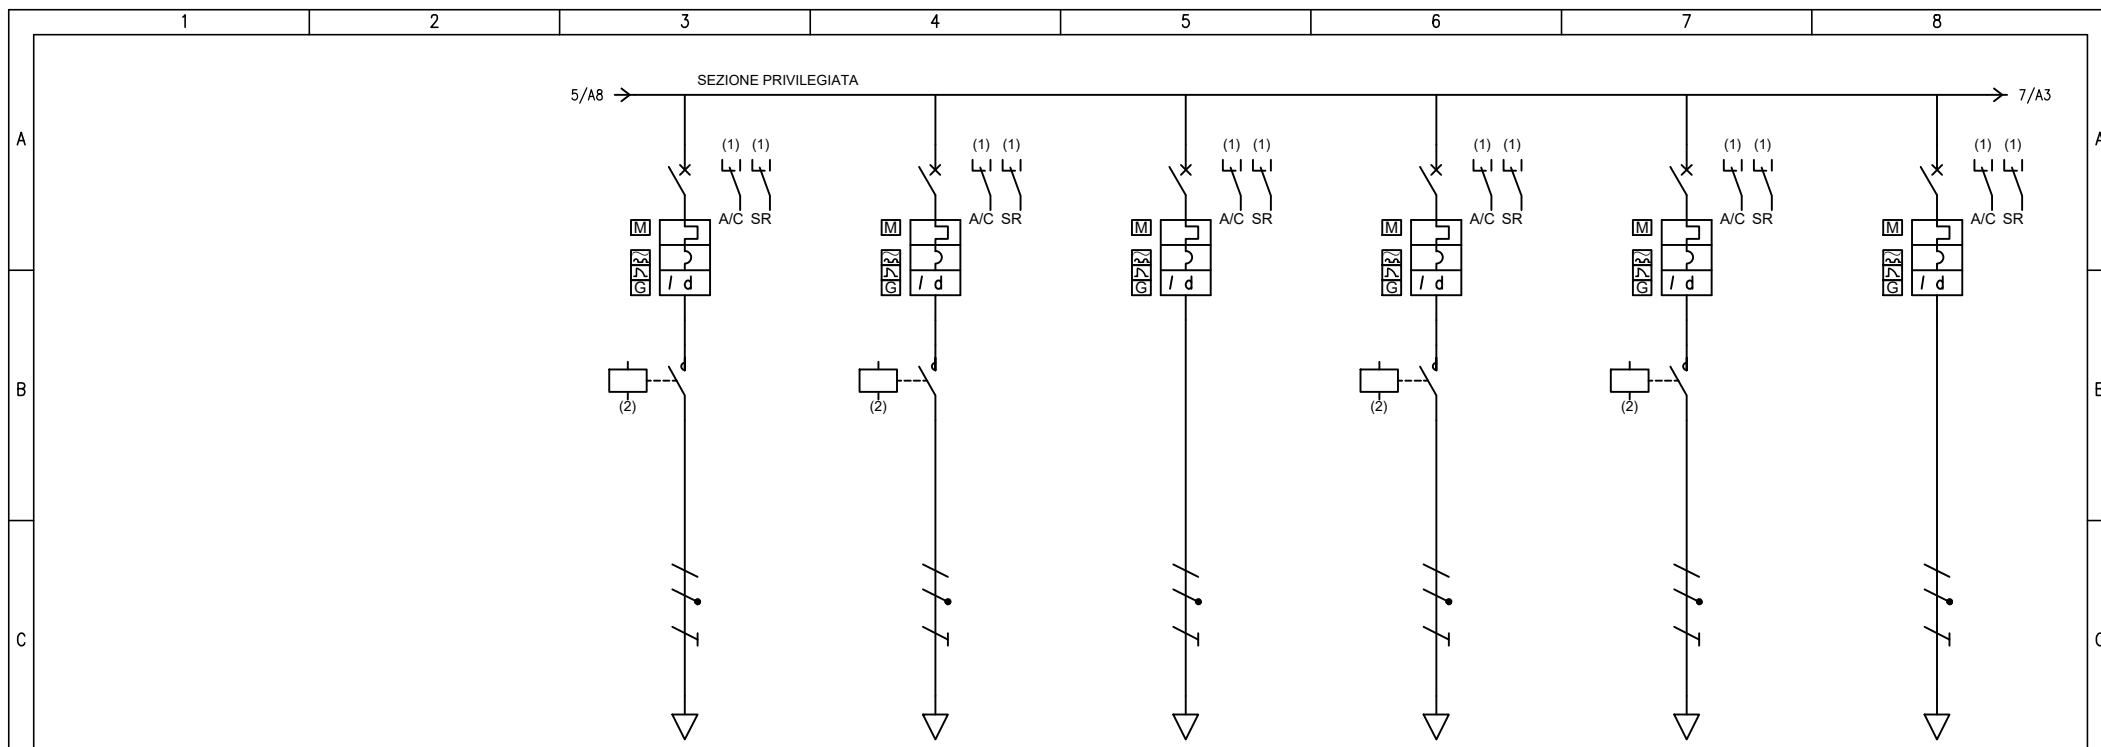 1 2 3 4 5 6 7 8
SEZIONE PRIVILEGIATA
5/A8 7/A3
A A
(1) (1) (1) (1) (1) (1) (1) (1) (1) (1) (1) (1)
A/C SR A/C SR A/C SR A/C SR A/C SR A/C SR
M M M M M M
G I d G I d G I d G I d G I d G I d
B B
(2) (2) (2) (2)
C C